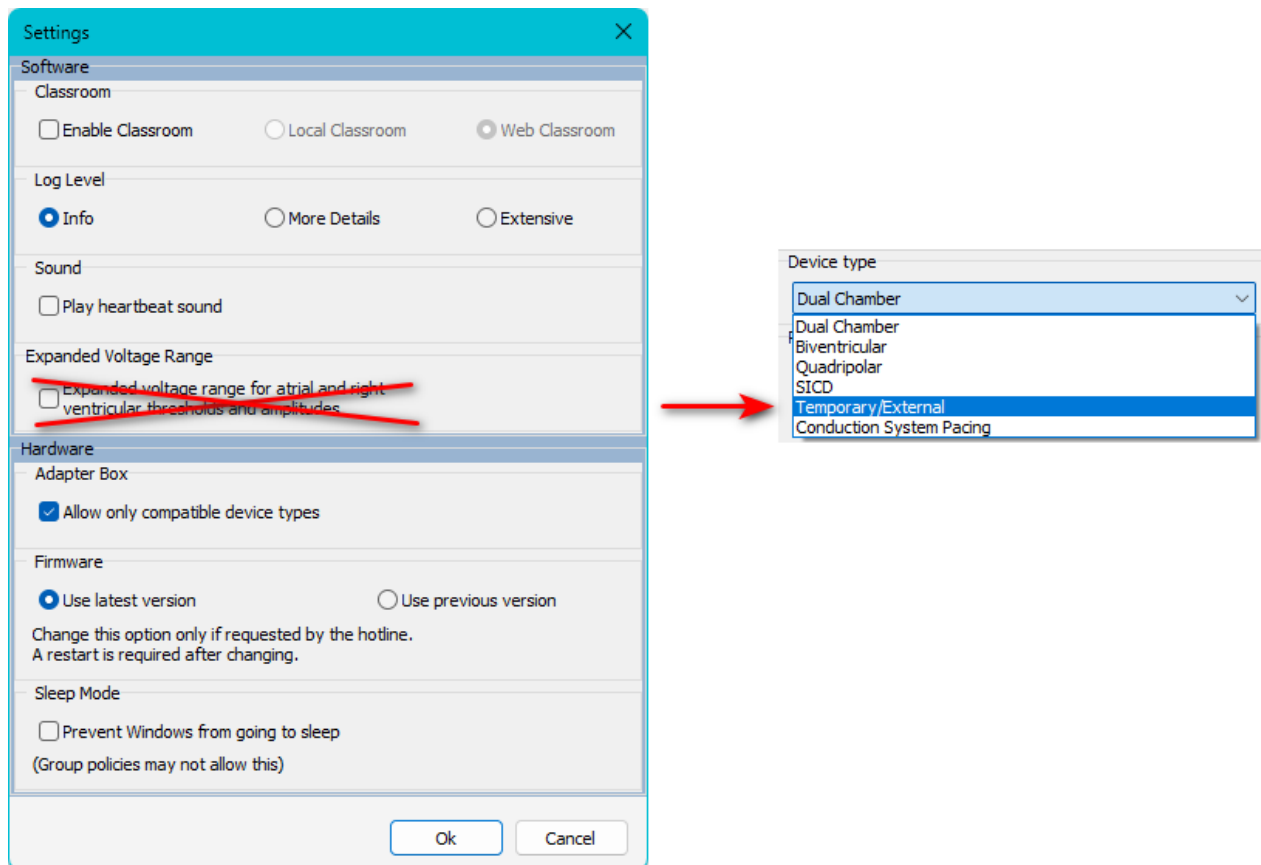 Settings
Software
Classroom
Enable Classroom Local Classroom Web Classroom
Log Level
Info More Details Extensive
Sound
Play heartbeat sound
Expanded Voltage Range
Expanded voltage range for atrial and right
ventricular thresholds and amplitudes
Hardware
Adapter Box
Allow only compatible device types
Firmware
Use latest version Use previous version
Change this option only if requested by the hotline.
A restart is required after changing.
Sleep Mode
Prevent Windows from going to sleep
(Group policies may not allow this)
Ok Cancel
Device type
Dual Chamber
Dual Chamber
Biventricular
Quadripolar
SICD
Temporary/External
Conduction System Pacing